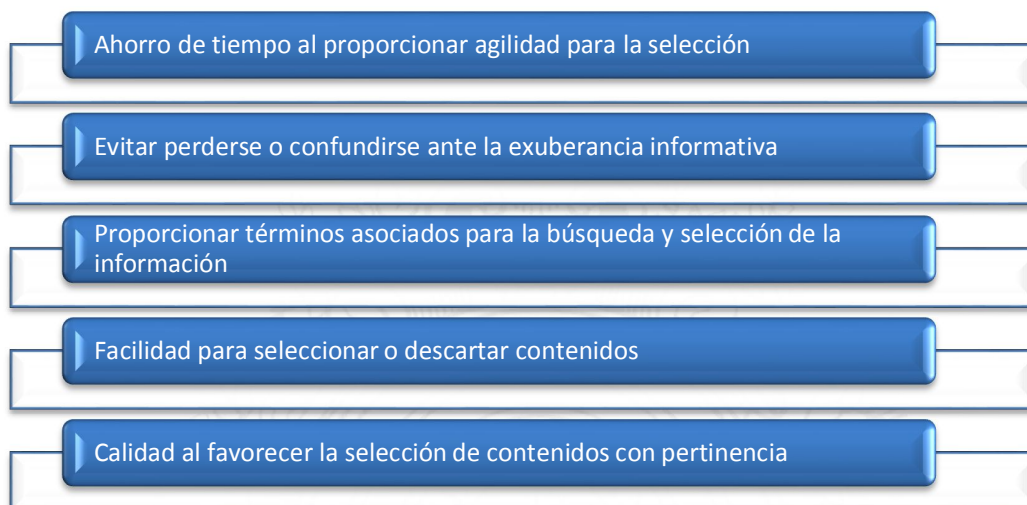 Ahorro de tiempo al proporcionar agilidad para la selección
Evitar perderse o confundirse ante la exuberancia informativa
Proporcionar términos asociados para la búsqueda y selección de la
información
Facilidad para seleccionar o descartar contenidos
Calidad al favorecer la selección de contenidos con pertinencia